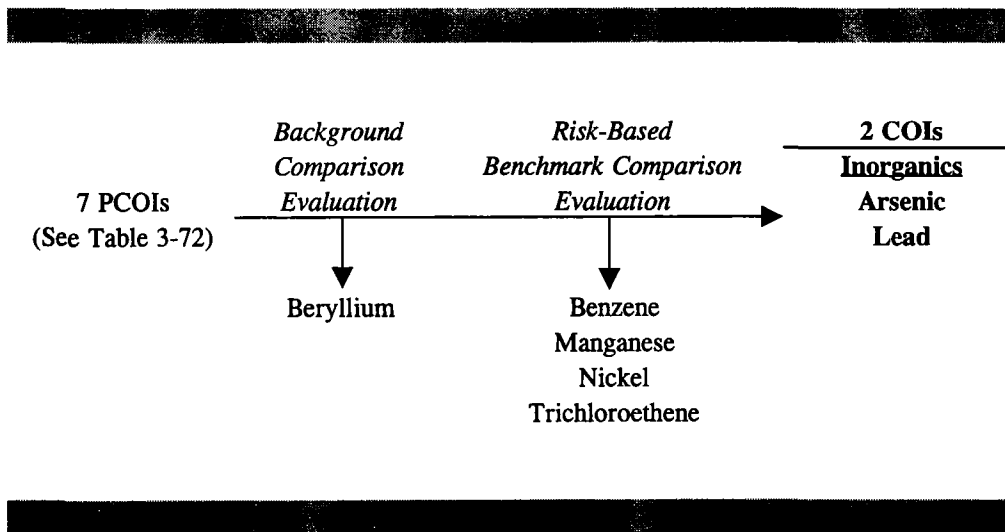 7 PCOIs
(See Table 3-72)
Background
Comparison
Evaluation
Beryllium
Risk-Based
Benchmark Comparison
Evaluation
Benzene
Manganese
Nickel
Trichloroethene
2 COIs
Inorganics
Arsenic
Lead